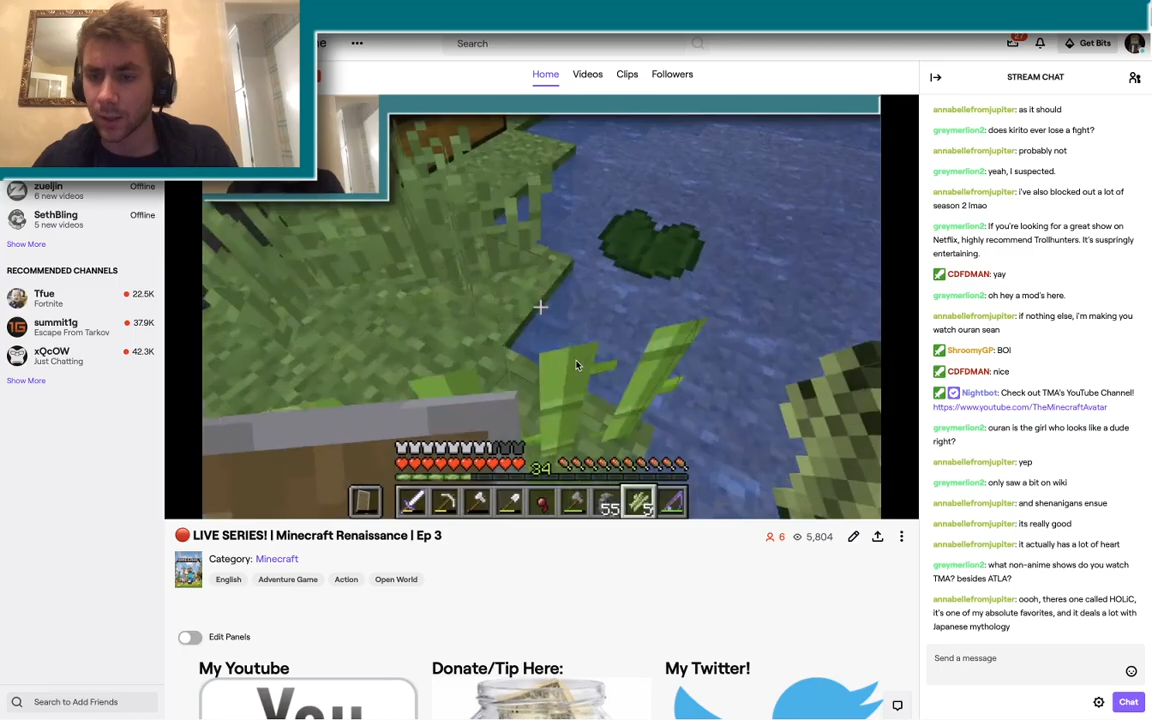 Search
27
Get Bits
Home
Videos
Clips
Followers
zueljin
Offline
6 new videos
SethBling
Offline
5 new videos
Show More
RECOMMENDED CHANNELS
Tfue
22.5K
Fortnite
summit1g
37.9K
Escape From Tarkov
xQcOW
42.3K
Just Chatting
Show More
Search to Add Friends
34
55
5
LIVE SERIES! | Minecraft Renaissance | Ep 3
6
5,804
Category: Minecraft
English
Adventure Game
Action
Open World
Edit Panels
My Youtube
Donate/Tip Here:
My Twitter!
You
STREAM CHAT
annabellefromjupiter: as it should
greymerlion2: does kirito ever lose a fight?
annabellefromjupiter: probably not
greymerlion2: yeah, I suspected.
annabellefromjupiter: i've also blocked out a lot of
season 2 lmao
greymerlion2: If you're looking for a great show on
Netflix, highly recommend Trollhunters. It's suspringly
entertaining.
CDFDMAN: yay
greymerlion2: oh hey a mod's here.
annabellefromjupiter: if nothing else, i'm making you
watch ouran sean
ShroomyGP: BOI
CDFDMAN: nice
Nightbot: Check out TMA's YouTube Channel!
https://www.youtube.com/TheMinecraftAvatar
greymerlion2: ouran is the girl who looks like a dude
right?
annabellefromjupiter: yep
greymerlion2: only saw a bit on wiki
annabellefromjupiter: and shenanigans ensue
annabellefromjupiter: its really good
annabellefromjupiter: it actually has a lot of heart
greymerlion2: what non-anime shows do you watch
TMA? besides ATLA?
annabellefromjupiter: oooh, theres one called HOLiC,
it's one of my absolute favorites, and it deals a lot with
Japanese mythology
Send a message
Chat